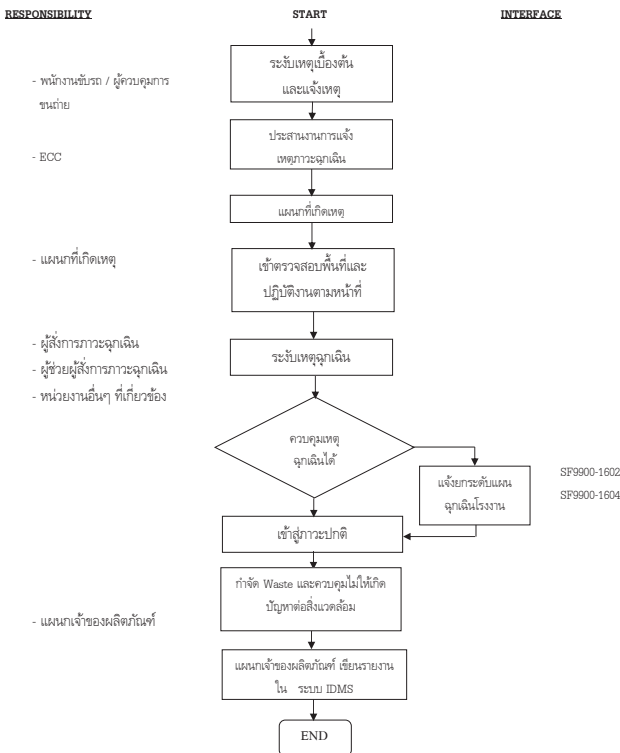 RESPONSIBILITY
START
INTERFACE
ระงับเหตุเบื้องต้น
และแจ้งเหตุ
- พนักงานขับรถ / ผู้ควบคุมการ
ขนถ่าย
ประสานงานการแจ้ง
เหตุภาวะฉุกเฉิน
- ECC
แผนกที่เกิดเหตุ
- แผนกที่เกิดเหตุ
เข้าตรวจสอบพื้นที่และ
ปฏิบัติงานตามหน้าที่
- ผู้สั่งการภาวะฉุกเฉิน
- ผู้ช่วยผู้สั่งการภาวะฉุกเฉิน
- หน่วยงานอื่นๆ ที่เกี่ยวข้อง
ระงับเหตุฉุกเฉิน
ควบคุมเหตุ
ฉุกเฉินได้
แจ้งยกระดับแผน
ฉุกเฉินโรงงาน
SF9900-1602
SF9900-1604
เข้าสู่ภาวะปกติ
กำจัด Waste และควบคุมไม่ให้เกิด
ปัญหาต่อสิ่งแวดล้อม
- แผนกเจ้าของผลิตภัณฑ์
แผนกเจ้าของผลิตภัณฑ์ เขียนรายงาน
ใน ระบบ IDMS
END